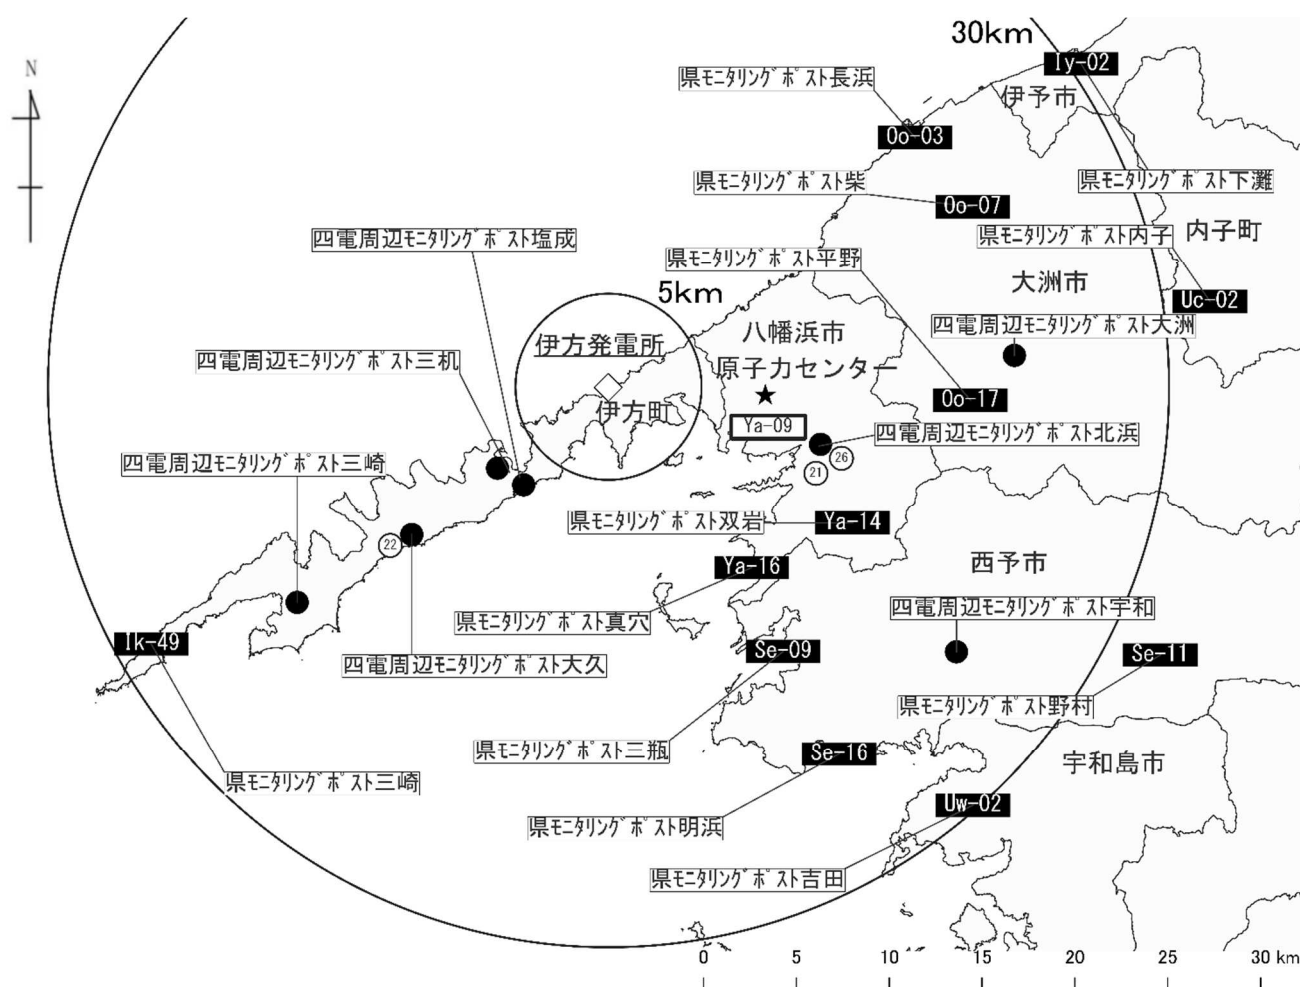 30km
N
Iy-02
県モニタリングポスト長浜
伊予市
Oo-03
県モニタリングポスト柴
県モニタリングポスト下灘
Oo-07
四電周辺モニタリングポスト塩成
県モニタリングポスト内子
内子町
県モニタリングポスト平野
大洲市
5km
Uc-02
八幡浜市
四電周辺モニタリングポスト大洲
伊方発電所
四電周辺モニタリングポスト三机
原子力センター
伊方町
Oo-17
Ya-09
四電周辺モニタリングポスト北浜
26
四電周辺モニタリングポスト三崎
21
県モニタリングポスト双岩
Ya-14
22
西予市
Ya-16
四電周辺モニタリングポスト宇和
県モニタリングポスト真穴
Ik-49
Se-09
Se-11
四電周辺モニタリングポスト大久
県モニタリングポスト野村
県モニタリングポスト三瓶
Se-16
宇和島市
県モニタリングポスト三崎
Uw-02
県モニタリングポスト明浜
県モニタリングポスト吉田
0 5 10 15 20 25 30 km